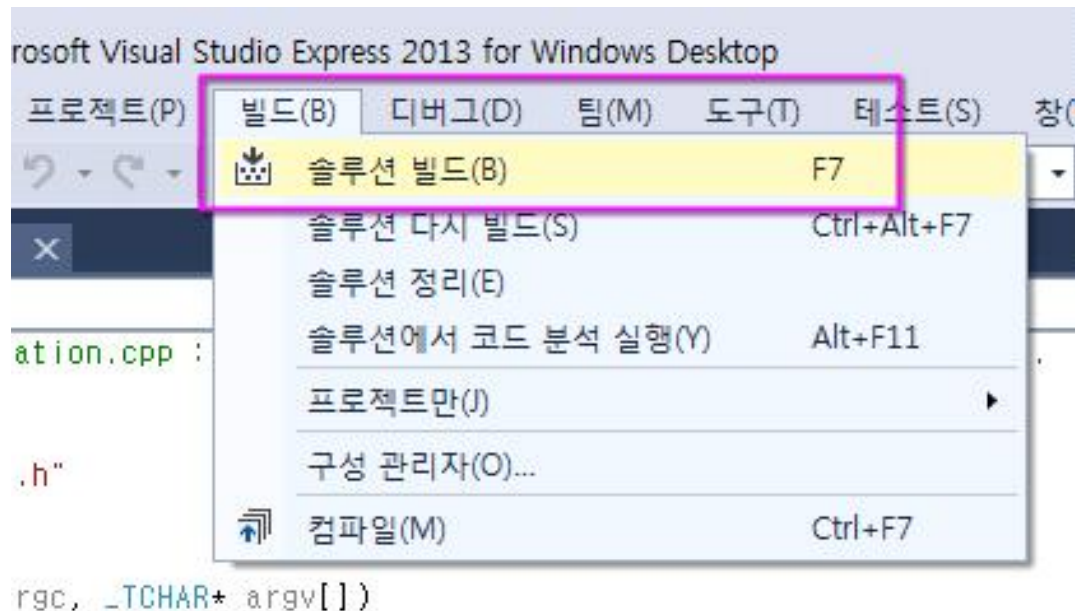 rosoft Visual Studio Express 2013 for Windows Desktop
프로젝트(P) 빌드(B) 디버그(D) 팀(M) 도구(T) 테스트(S) 창(
솔루션 빌드(B) F7
솔루션 다시 빌드(S) Ctrl+Alt+F7
솔루션 정리(E)
솔루션에서 코드 분석 실행(Y) Alt+F11
ation.cpp :
프로젝트만(J)
.h"
구성 관리자(O)...
컴파일(M) Ctrl+F7
rgc, _TCHAR* argv[])